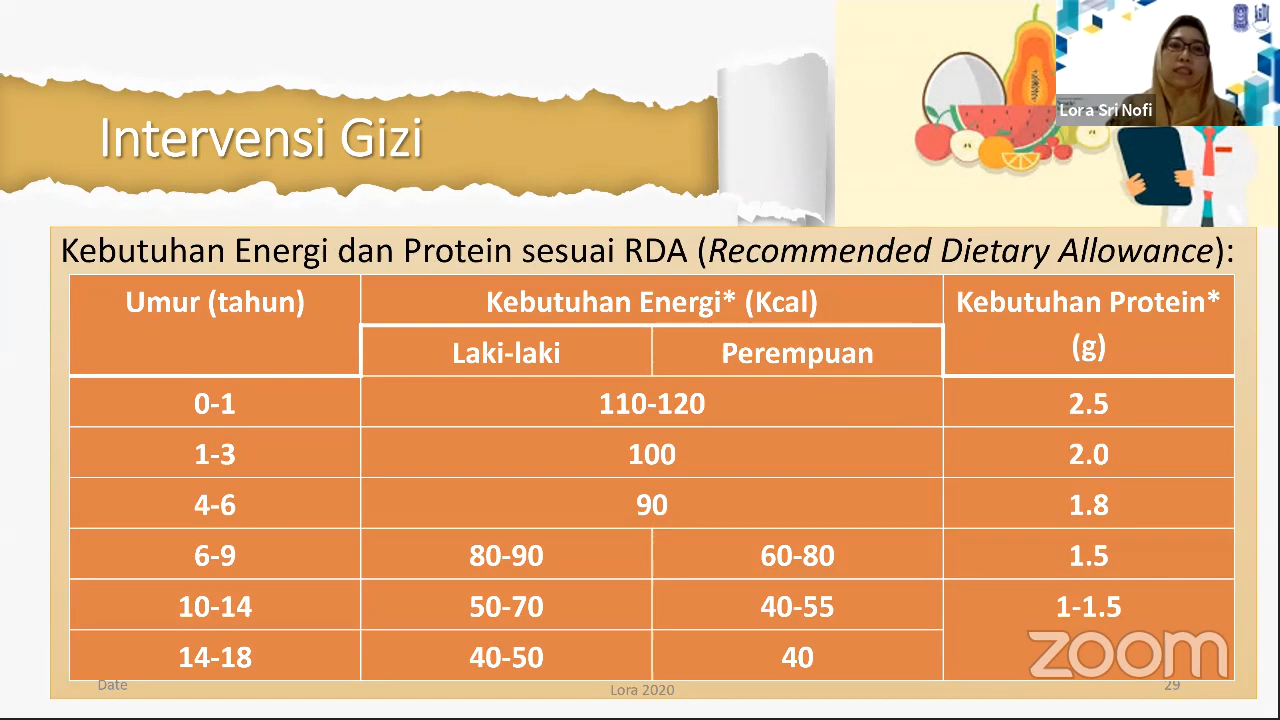 Lora Sri Nofi
Intervensi Gizi
Kebutuhan Energi dan Protein sesuai RDA (Recommended Dietary Allowance):
Umur (tahun) Kebutuhan Energi* (Kcal) Kebutuhan Protein*
(g)
Laki-laki Perempuan
0-1 110-120 2.5
1-3 100 2.0
4-6 90 1.8
6-9 80-90 60-80 1.5
10-14 50-70 40-55 1-1.5
14-18 40-50 40
zoom
Date Lora 2020 29